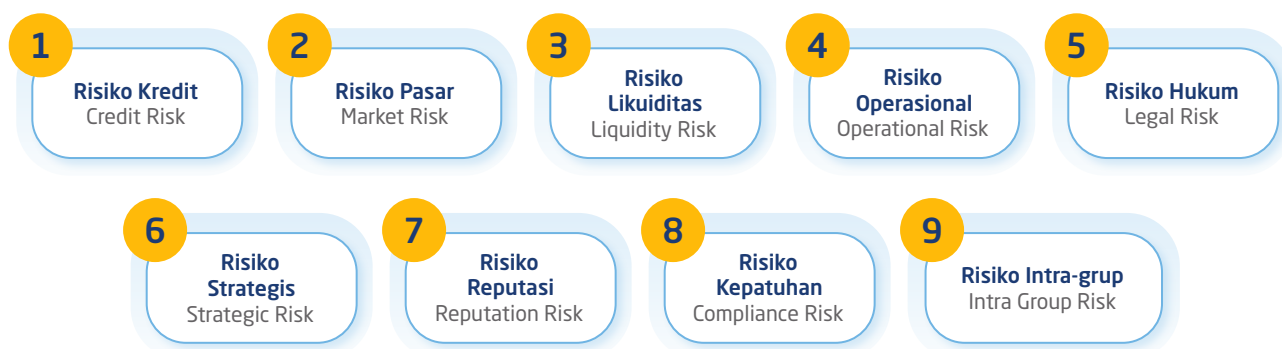 1
Risiko Kredit
Credit Risk
2
Risiko Pasar
Market Risk
3
Risiko
Likuiditas
Liquidity Risk
4
Risiko
Operasional
Operational Risk
5
Risiko Hukum
Legal Risk
6
Risiko
Strategis
Strategic Risk
7
Risiko
Reputasi
Reputation Risk
8
Risiko
Kepatuhan
Compliance Risk
9
Risiko Intra-grup
Intra Group Risk